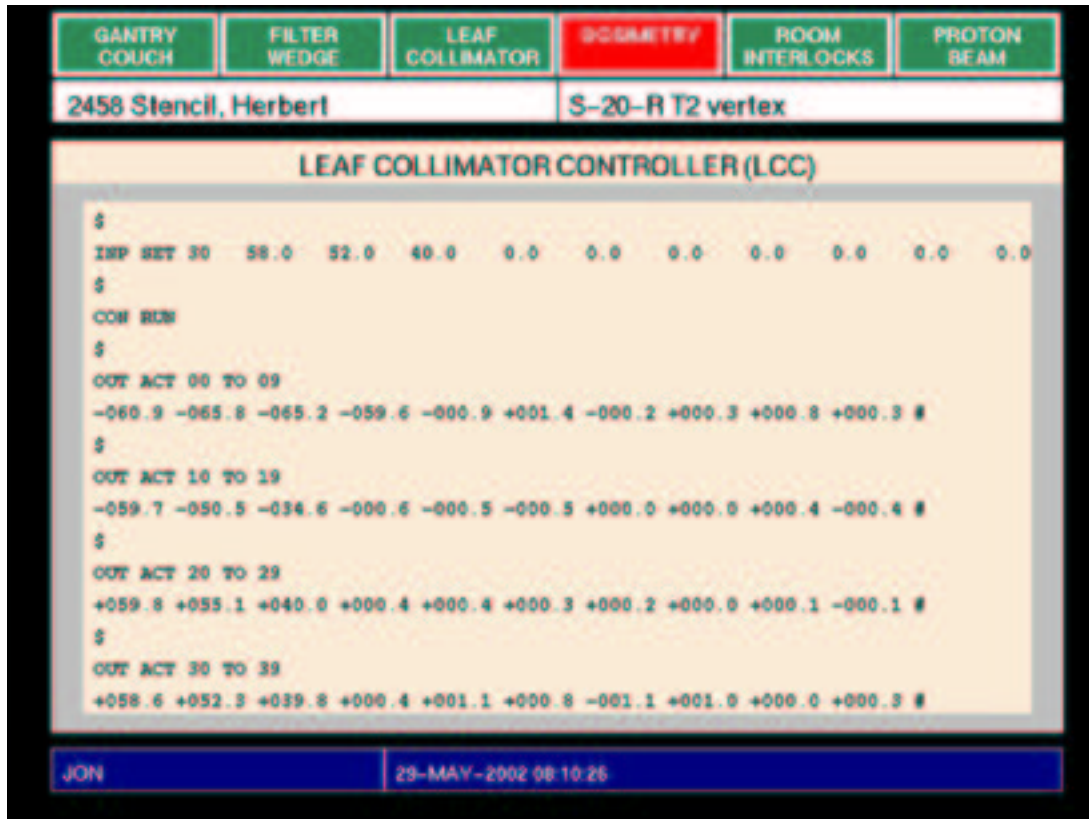 GANTRY COUCH
FILTER WEDGE
LEAF COLLIMATOR
DOSIMETRY
ROOM INTERLOCKS
PROTON BEAM
2458 Stencil, Herbert
S-20-R T2 vertex
LEAF COLLIMATOR CONTROLLER (LCC)
$
INP SET 30 58.0 52.0 40.0 0.0 0.0 0.0 0.0 0.0 0.0 0.0
$
CON RUN
$
OUT ACT 00 TO 09
-060.9 -065.8 -065.2 -059.6 -000.9 +001.4 -000.2 +000.3 +000.8 +000.3 #
$
OUT ACT 10 TO 19
-059.7 -050.5 -034.6 -000.6 -000.5 -000.5 +000.0 +000.0 +000.4 -000.4 #
$
OUT ACT 20 TO 29
+059.8 +055.1 +040.0 +000.4 +000.4 +000.3 +000.2 +000.0 +000.1 -000.1 #
$
OUT ACT 30 TO 39
+058.6 +052.3 +039.8 +000.4 +001.1 +000.8 -001.1 +001.0 +000.0 +000.3 #
JON
29-MAY-2002 08:10:26